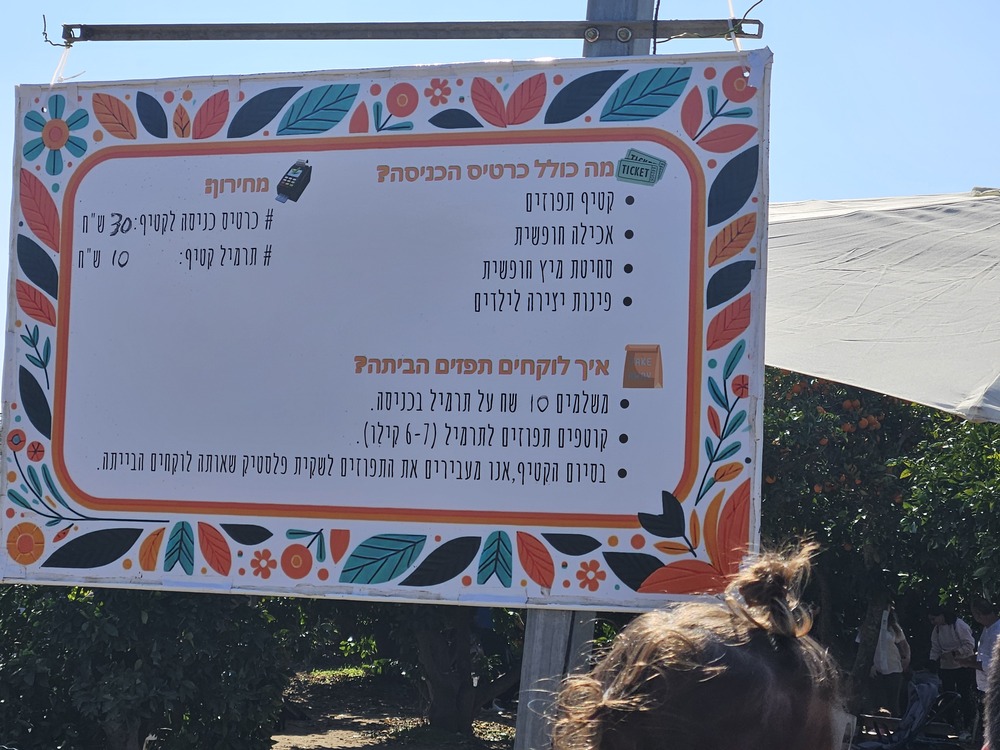 מה כולל כרטיס הכניסה?
TICKET
קטיף תפוזים
אכילה חופשית
סחיטת מיץ חופשית
פינות יצירה לילדים
מחירון:
# כרטיס כניסה לקטיף: 30 ש"ח
# תרמיל קטיף: 10 ש"ח
איך לוקחים תפזים הביתה?
משלמים 10 שח על תרמיל בכניסה.
קוטפים תפוזים לתרמיל (6-7 קילו).
בסיום הקטיף,אנו מעבירים את התפוזים לשקית פלסטיק שאותה לוקחים הבייתה.